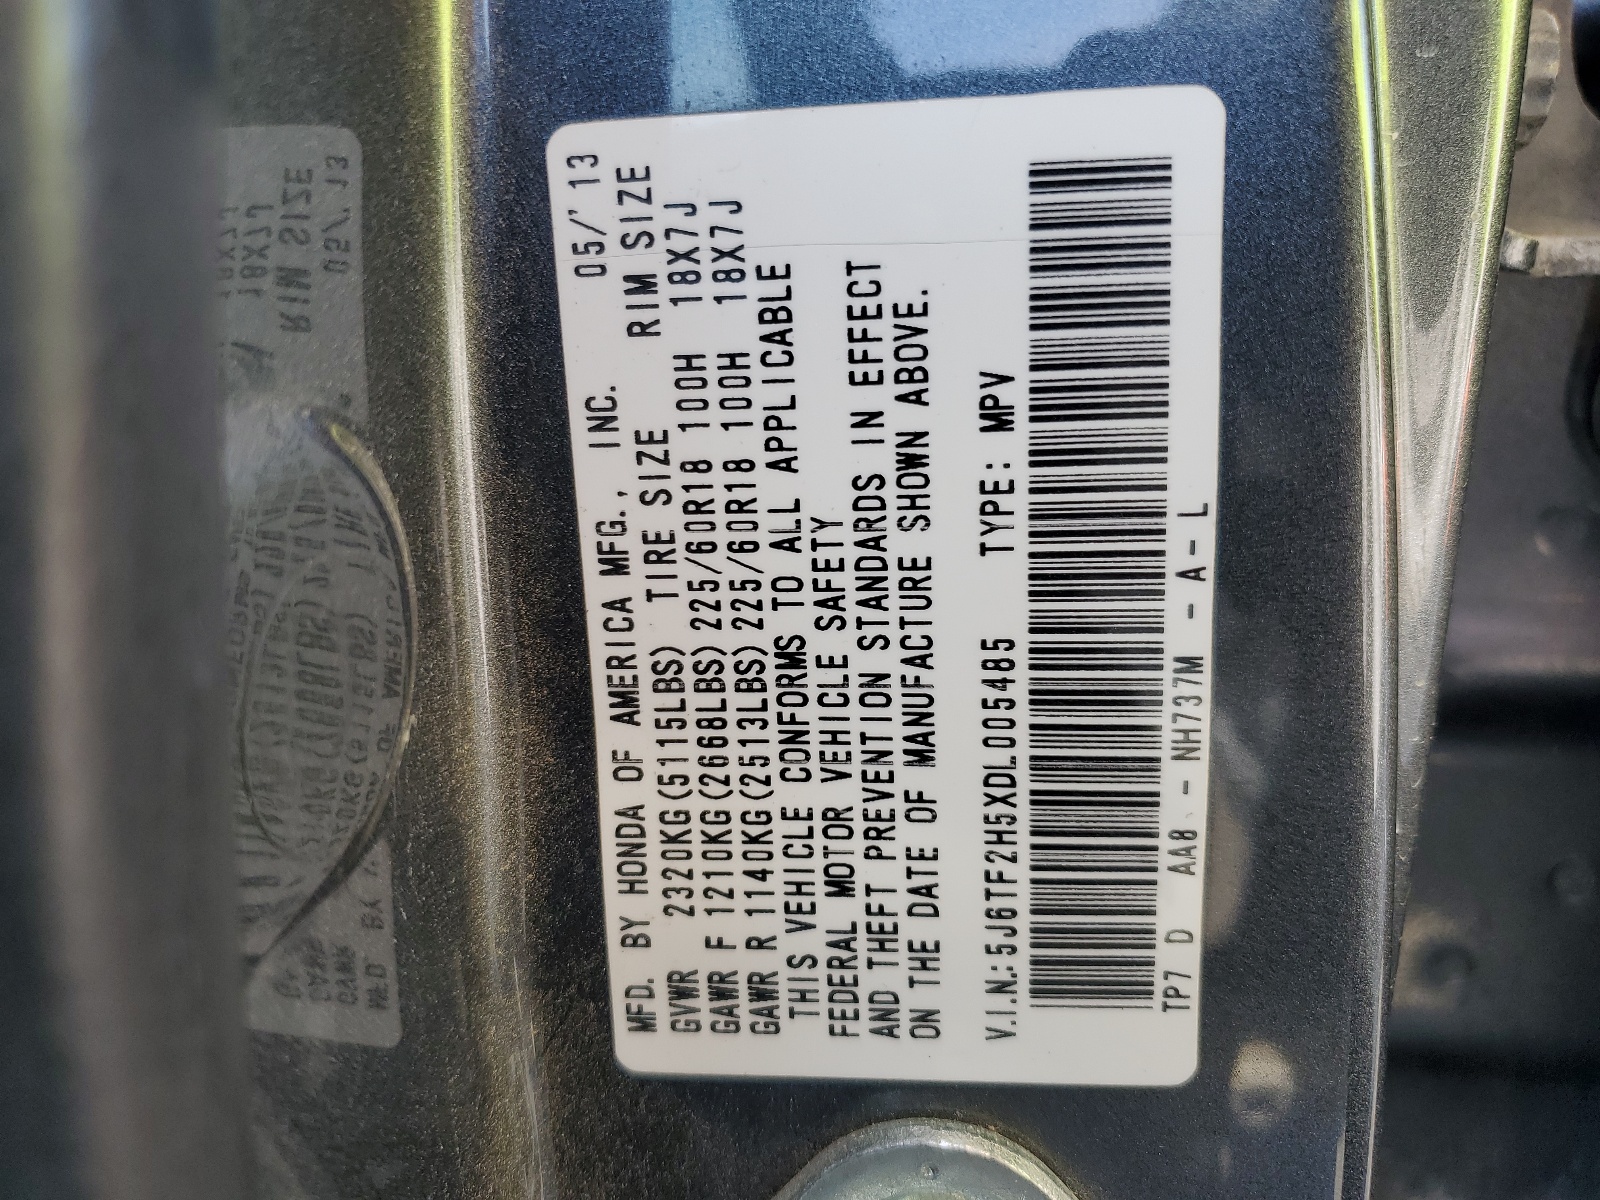 MFD. BY HONDA OF AMERICA MFG., INC. 05/'13
GVWR 2320KG(5115LBS) TIRE SIZE RIM SIZE
GAWR F 1210KG(2668LBS) 225/60R18 100H 18X7J
GAWR R 1140KG(2513LBS) 225/60R18 100H 18X7J
THIS VEHICLE CONFORMS TO ALL APPLICABLE
FEDERAL MOTOR VEHICLE SAFETY
AND THEFT PREVENTION STANDARDS IN EFFECT
ON THE DATE OF MANUFACTURE SHOWN ABOVE.
V.I.N.: 5J6TF2H5XDL005485 TYPE: MPV
TP7 D AA8 - NH737M - A - L